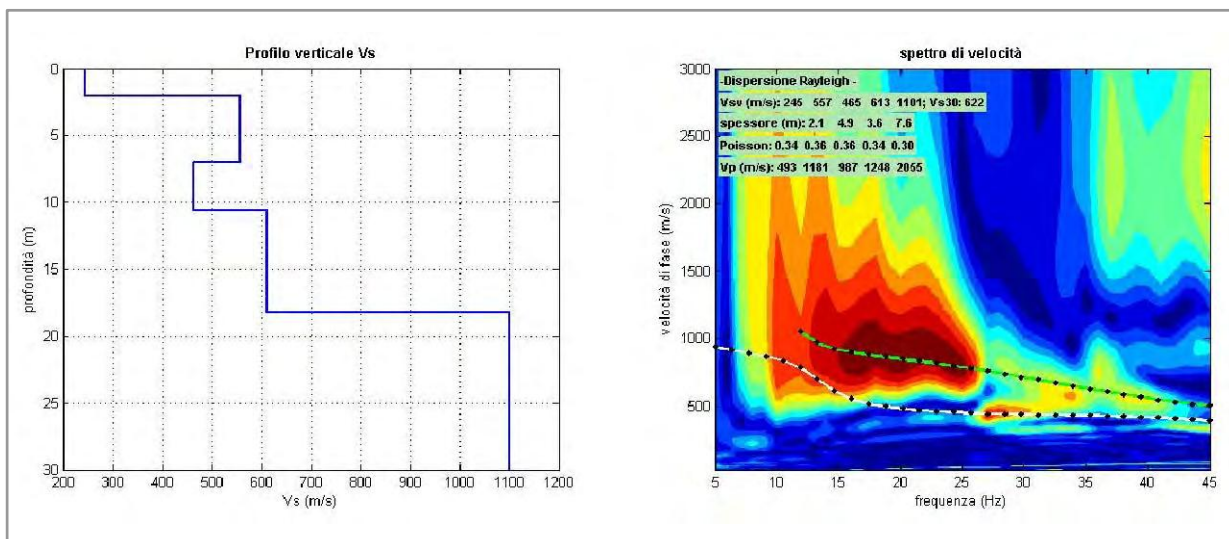 Profilo verticale Vs
0
5
10
15
20
25
30
profondità (m)
200 300 400 500 600 700 800 900 1000 1100 1200
Vs (m/s)
spettro di velocità
3000
2500
2000
1500
1000
500
velocità di fase (m/s)
-Dispersione Rayleigh -
Vsv (m/s): 245 557 465 613 1101; Vs30: 622
spessore (m): 2.1 4.9 3.6 7.6
Poisson: 0.34 0.36 0.36 0.34 0.30
Vp (m/s): 493 1181 987 1248 2055
5 10 15 20 25 30 35 40 45
frequenza (Hz)